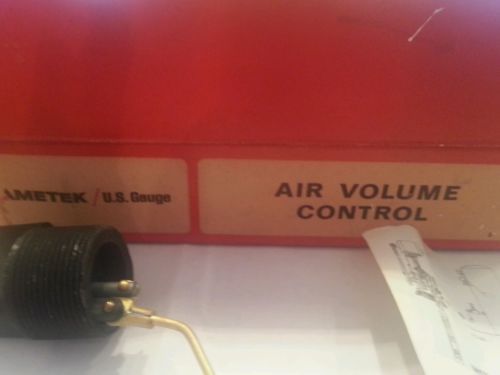 AMETEK / U.S. Gauge
AIR VOLUME
CONTROL